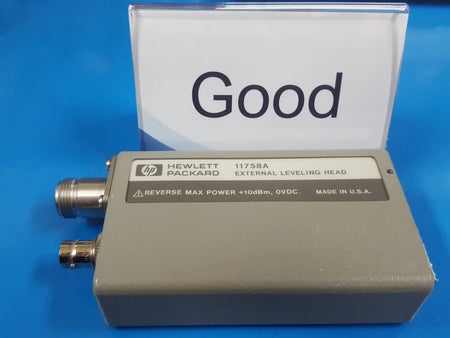 Good
hp HEWLETT PACKARD
11758A
EXTERNAL LEVELING HEAD
⚠ REVERSE MAX POWER +10dBm, 0VDC.
MADE IN U.S.A.